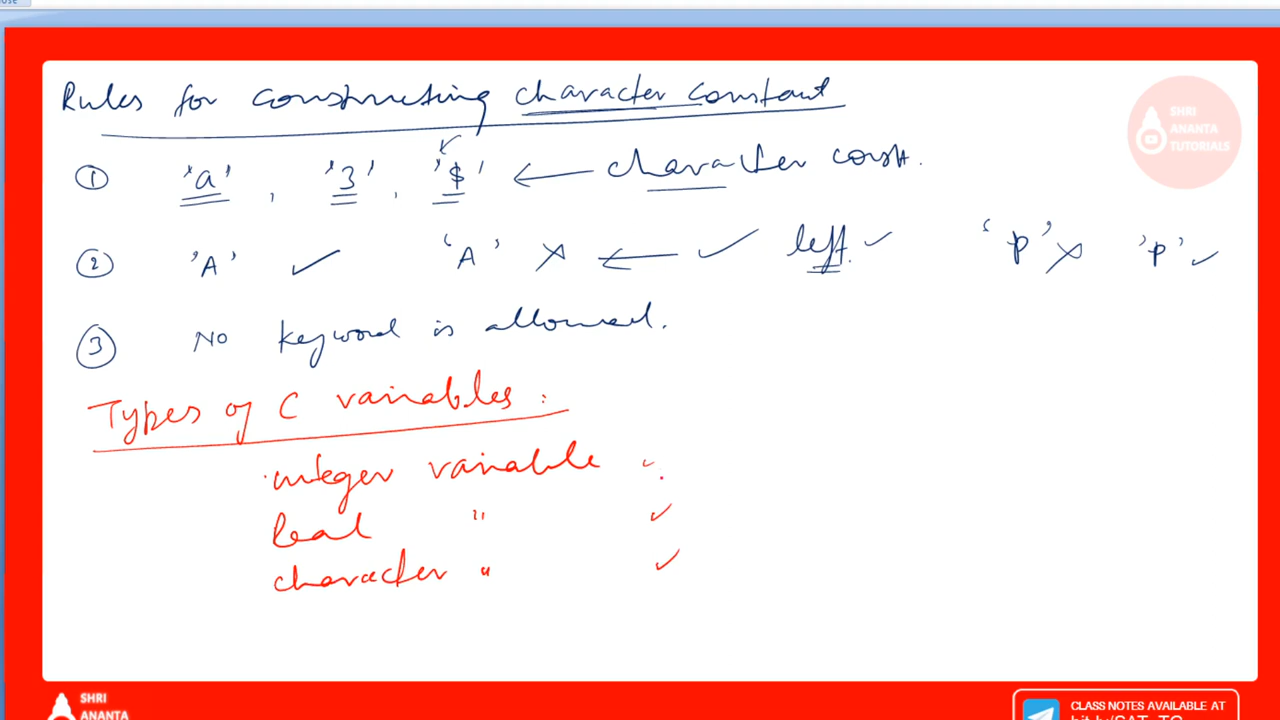 lose
Rules for constructing character constant
SHRI
ANANTA
TUTORIALS
① 'a' , '3' , '$' ← character const.
② 'A' ✓ ‘A’ × ← ✓ left. ✓ ‘p’ × 'p' ✓
③ No keyword is allowed.
Types of C variables :
integer variable ✓
Real " ✓
character " ✓
SHRI
ANANTA
CLASS NOTES AVAILABLE AT